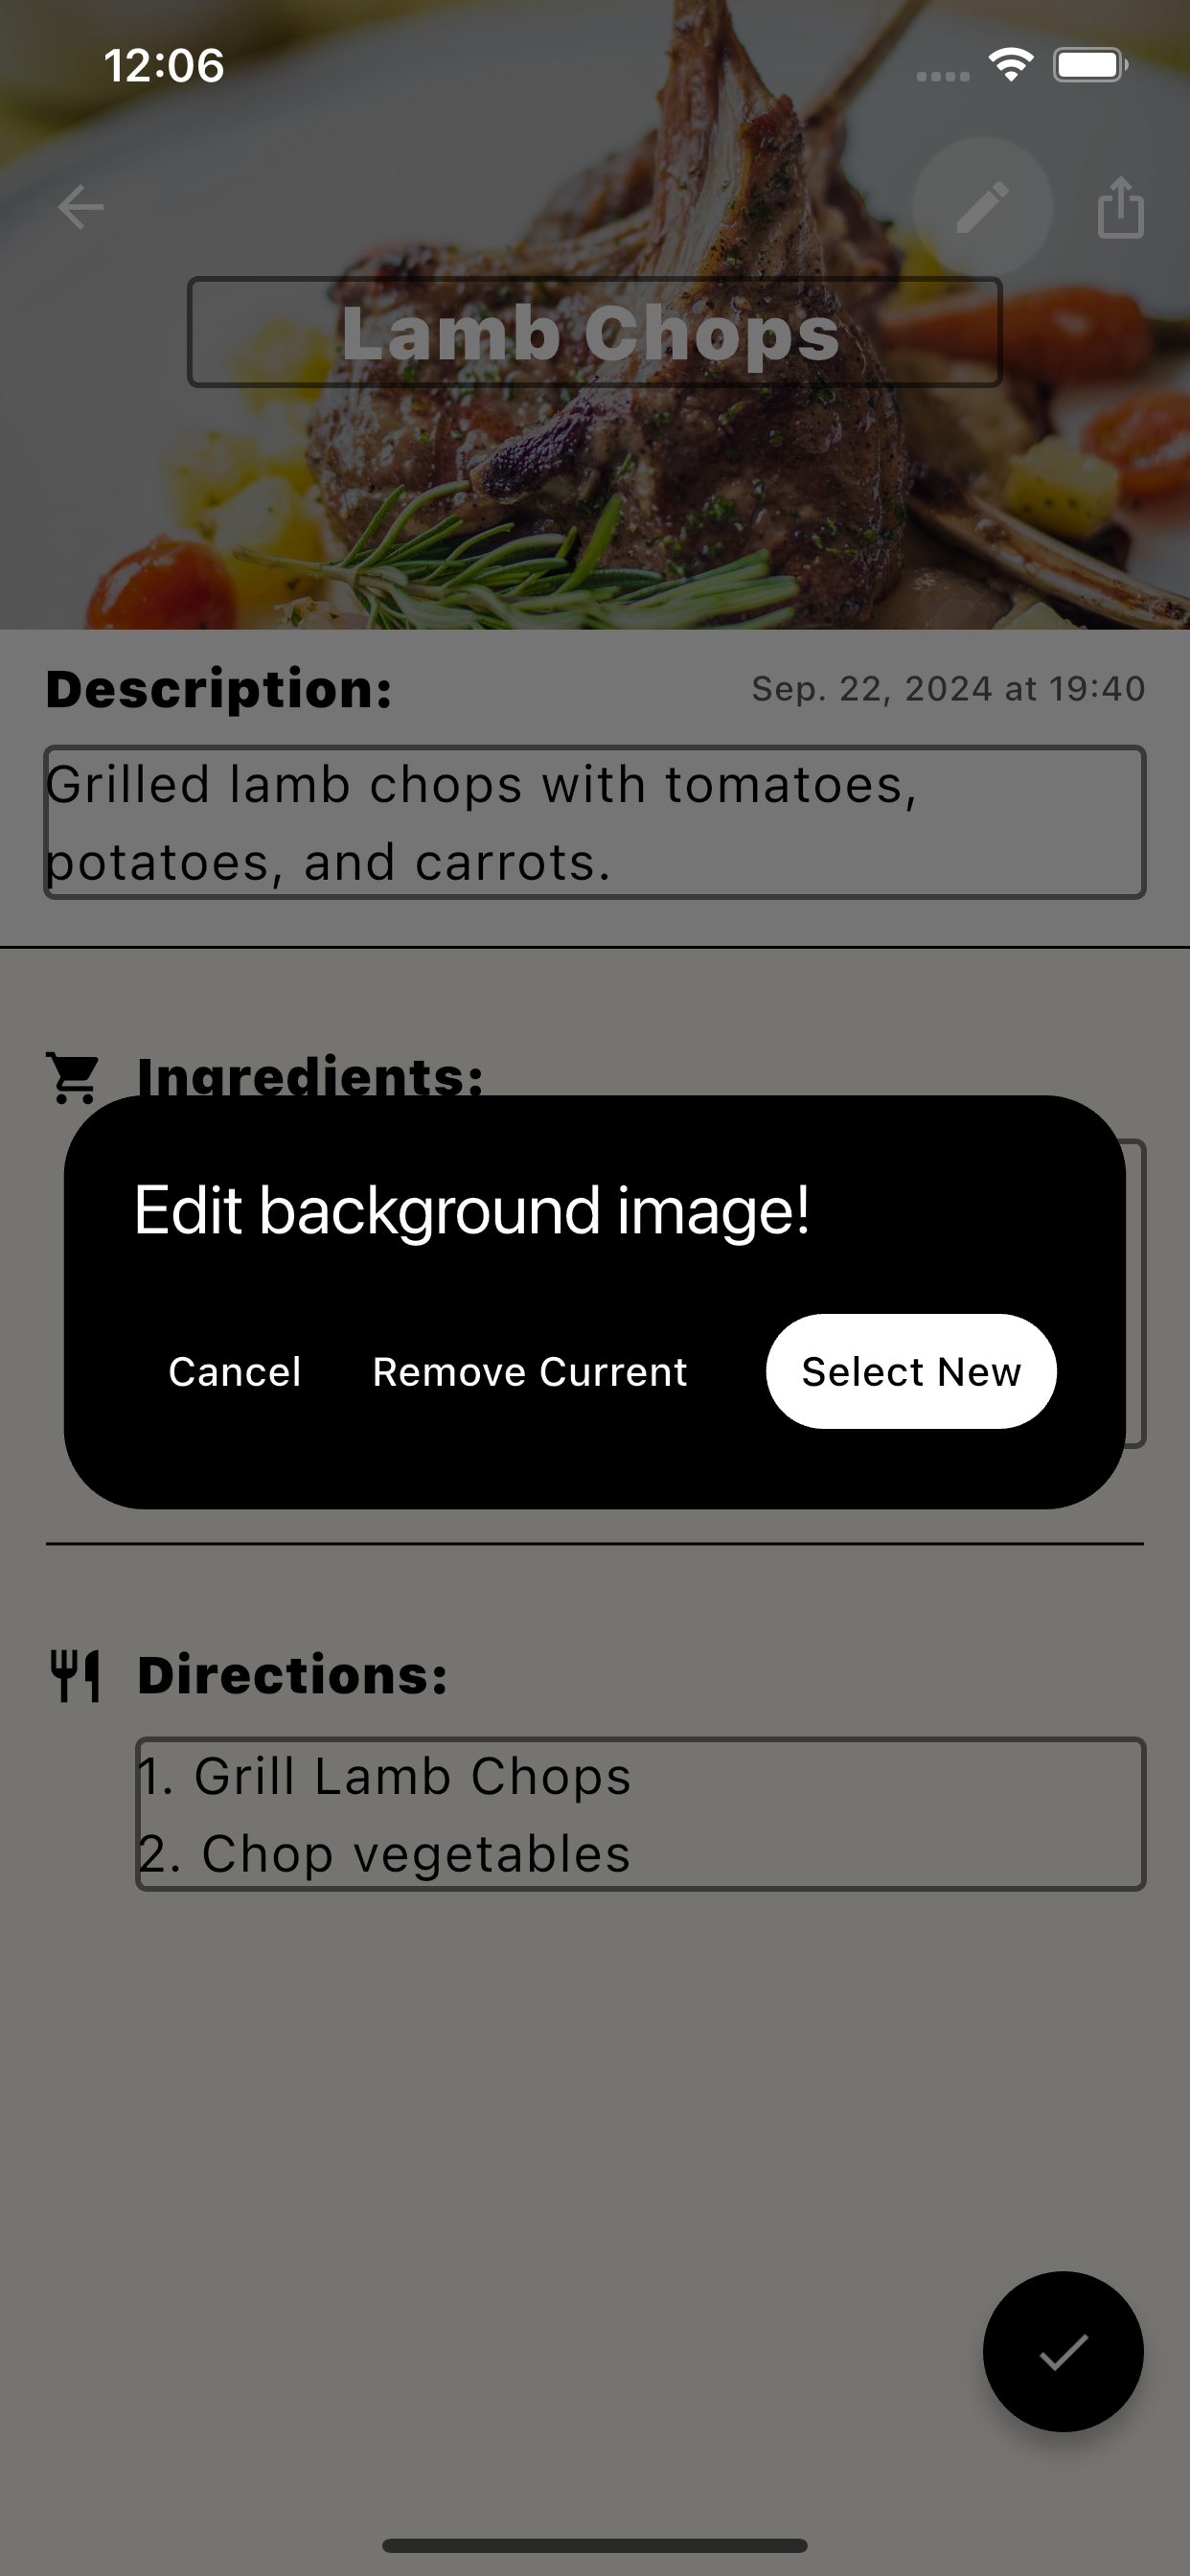 12:06
Lamb Chops
Description:
Sep. 22, 2024 at 19:40
Grilled lamb chops with tomatoes,
potatoes, and carrots.
Ingredients:
Edit background image!
Cancel
Remove Current
Select New
Directions:
1. Grill Lamb Chops
2. Chop vegetables